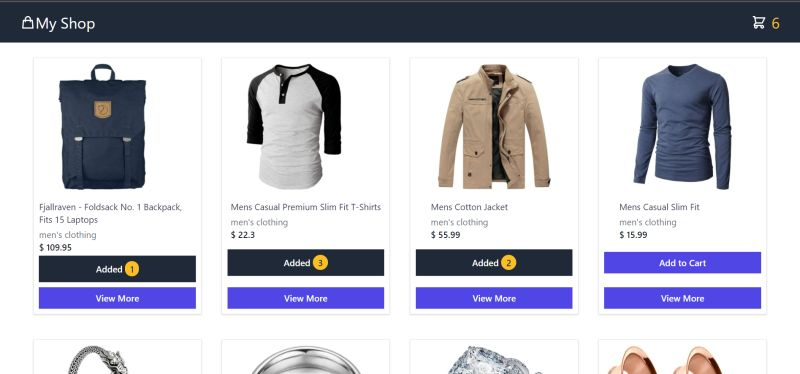 My Shop
6
Fjallraven - Foldsack No. 1 Backpack,
Fits 15 Laptops
men's clothing
$ 109.95
Added 1
View More
Mens Casual Premium Slim Fit T-Shirts
men's clothing
$ 22.3
Added 3
View More
Mens Cotton Jacket
men's clothing
$ 55.99
Added 2
View More
Mens Casual Slim Fit
men's clothing
$ 15.99
Add to Cart
View More